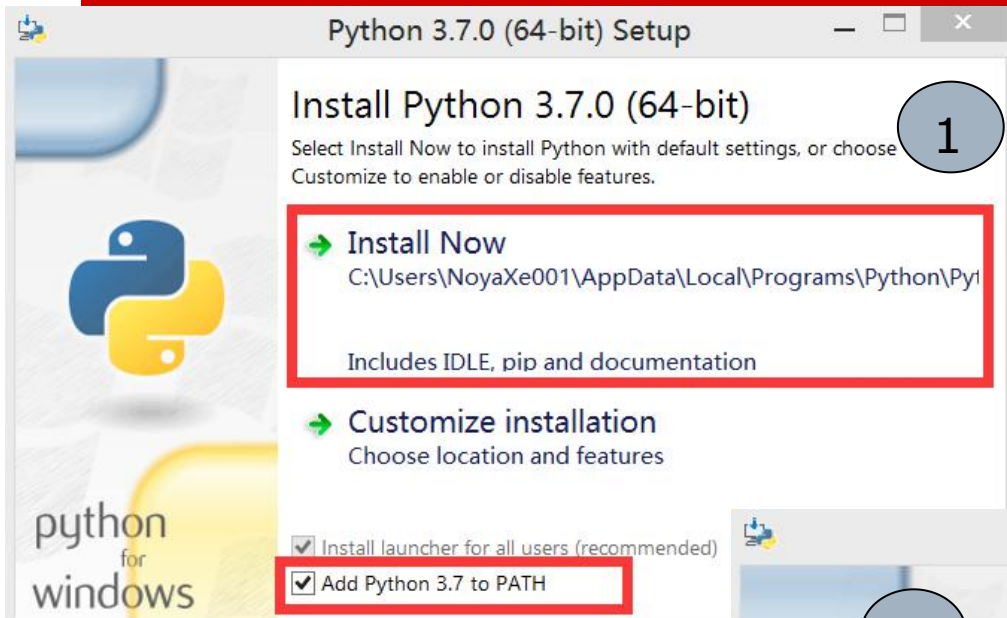 Python 3.7.0 (64-bit) Setup
Install Python 3.7.0 (64-bit)
1
Select Install Now to install Python with default settings, or choose
Customize to enable or disable features.
Install Now
C:\Users\NoyaXe001\AppData\Local\Programs\Python\Pyt
Includes IDLE, pip and documentation
Customize installation
Choose location and features
python
for
windows
Install launcher for all users (recommended)
Add Python 3.7 to PATH